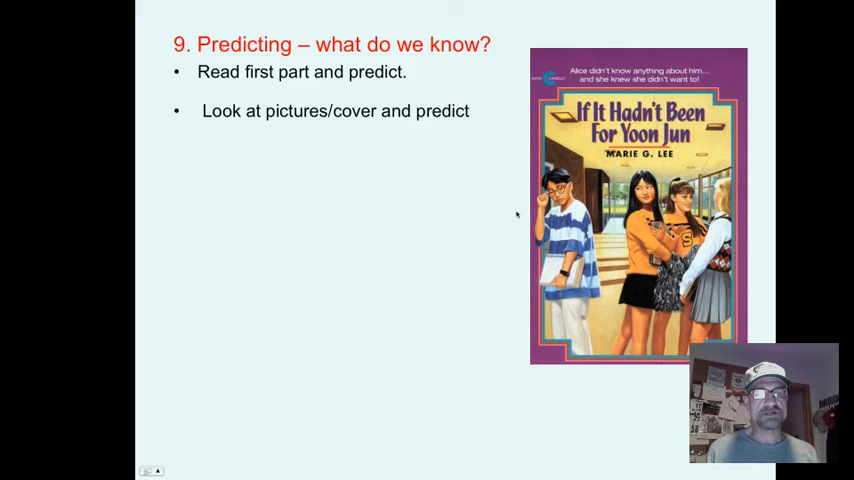 9. Predicting – what do we know?
• Read first part and predict.
• Look at pictures/cover and predict
Alice didn't know anything about him...
and she knew she didn't want to!
If It Hadn't Been
For Yoon Jun
MARIE G. LEE